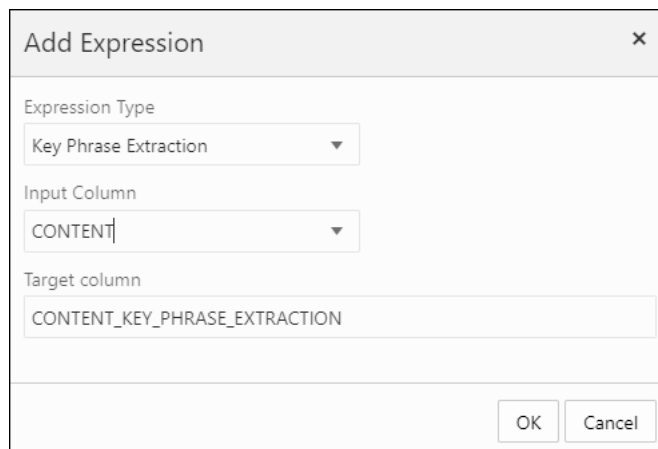 Add Expression
Expression Type
Key Phrase Extraction
Input Column
CONTENT
Target column
CONTENT_KEY_PHRASE_EXTRACTION
OK Cancel